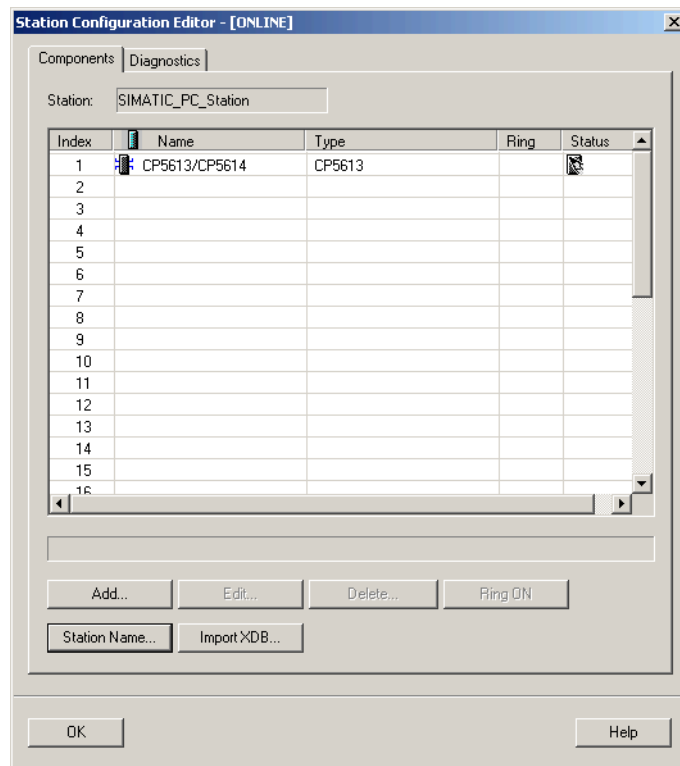 Station Configuration Editor - [ONLINE]
Components Diagnostics
Station: SIMATIC_PC_Station
Index Name Type Ring Status
1 CP5613/CP5614 CP5613
2
3
4
5
6
7
8
9
10
11
12
13
14
15
16
Add... Edit... Delete... Ring ON
Station Name... Import XDB...
OK Help